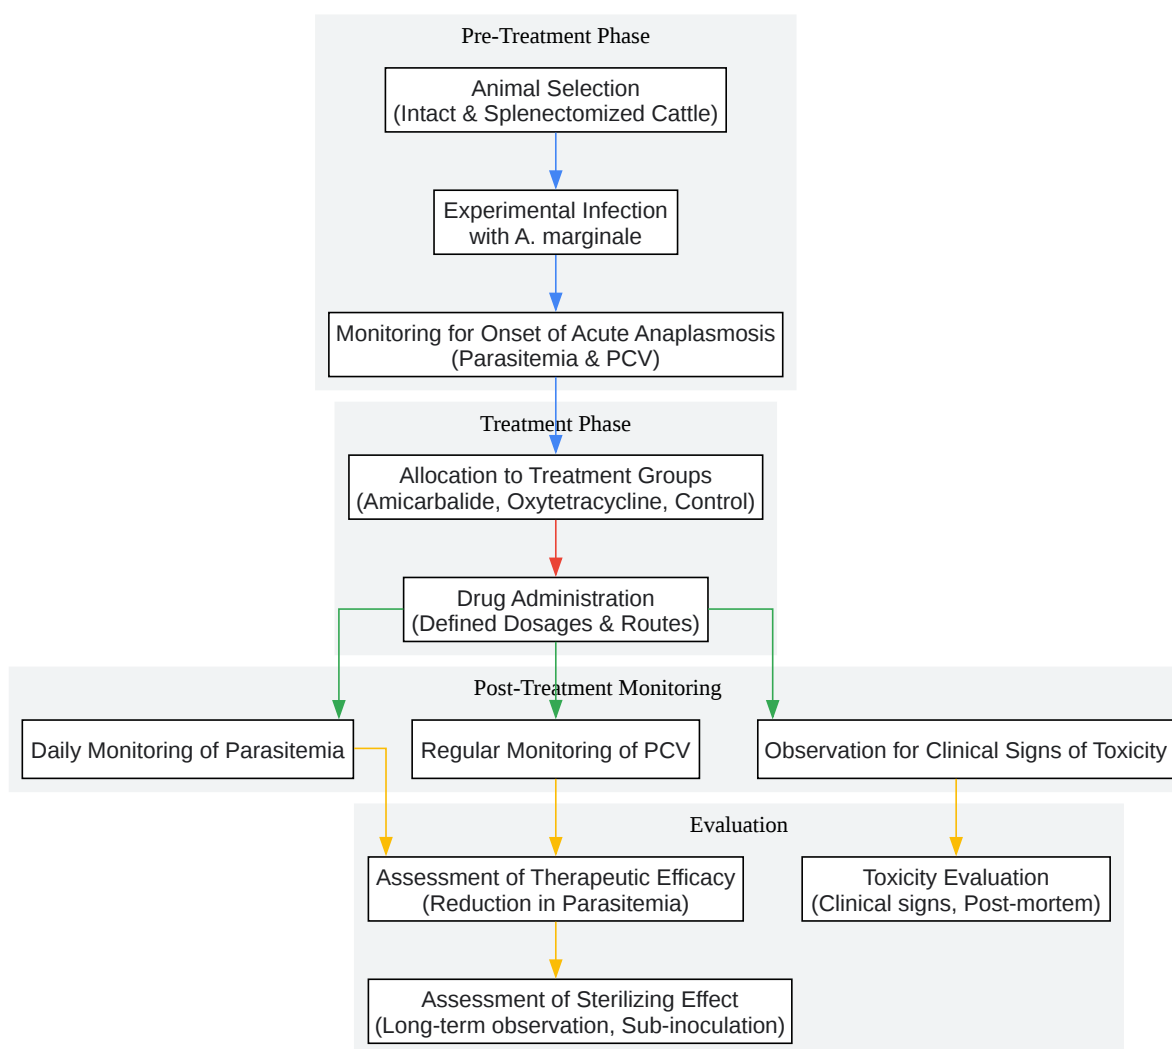 Pre-Treatment Phase
Animal Selection
(Intact & Splenectomized Cattle)
Experimental Infection
with A. marginale
Monitoring for Onset of Acute Anaplasmosis
(Parasitemia & PCV)
Treatment Phase
Allocation to Treatment Groups
(Amicarbalide, Oxytetracycline, Control)
Drug Administration
(Defined Dosages & Routes)
Post-Treatment Monitoring
Daily Monitoring of Parasitemia
Regular Monitoring of PCV
Observation for Clinical Signs of Toxicity
Evaluation
Assessment of Therapeutic Efficacy
(Reduction in Parasitemia)
Toxicity Evaluation
(Clinical signs, Post-mortem)
Assessment of Sterilizing Effect
(Long-term observation, Sub-inoculation)